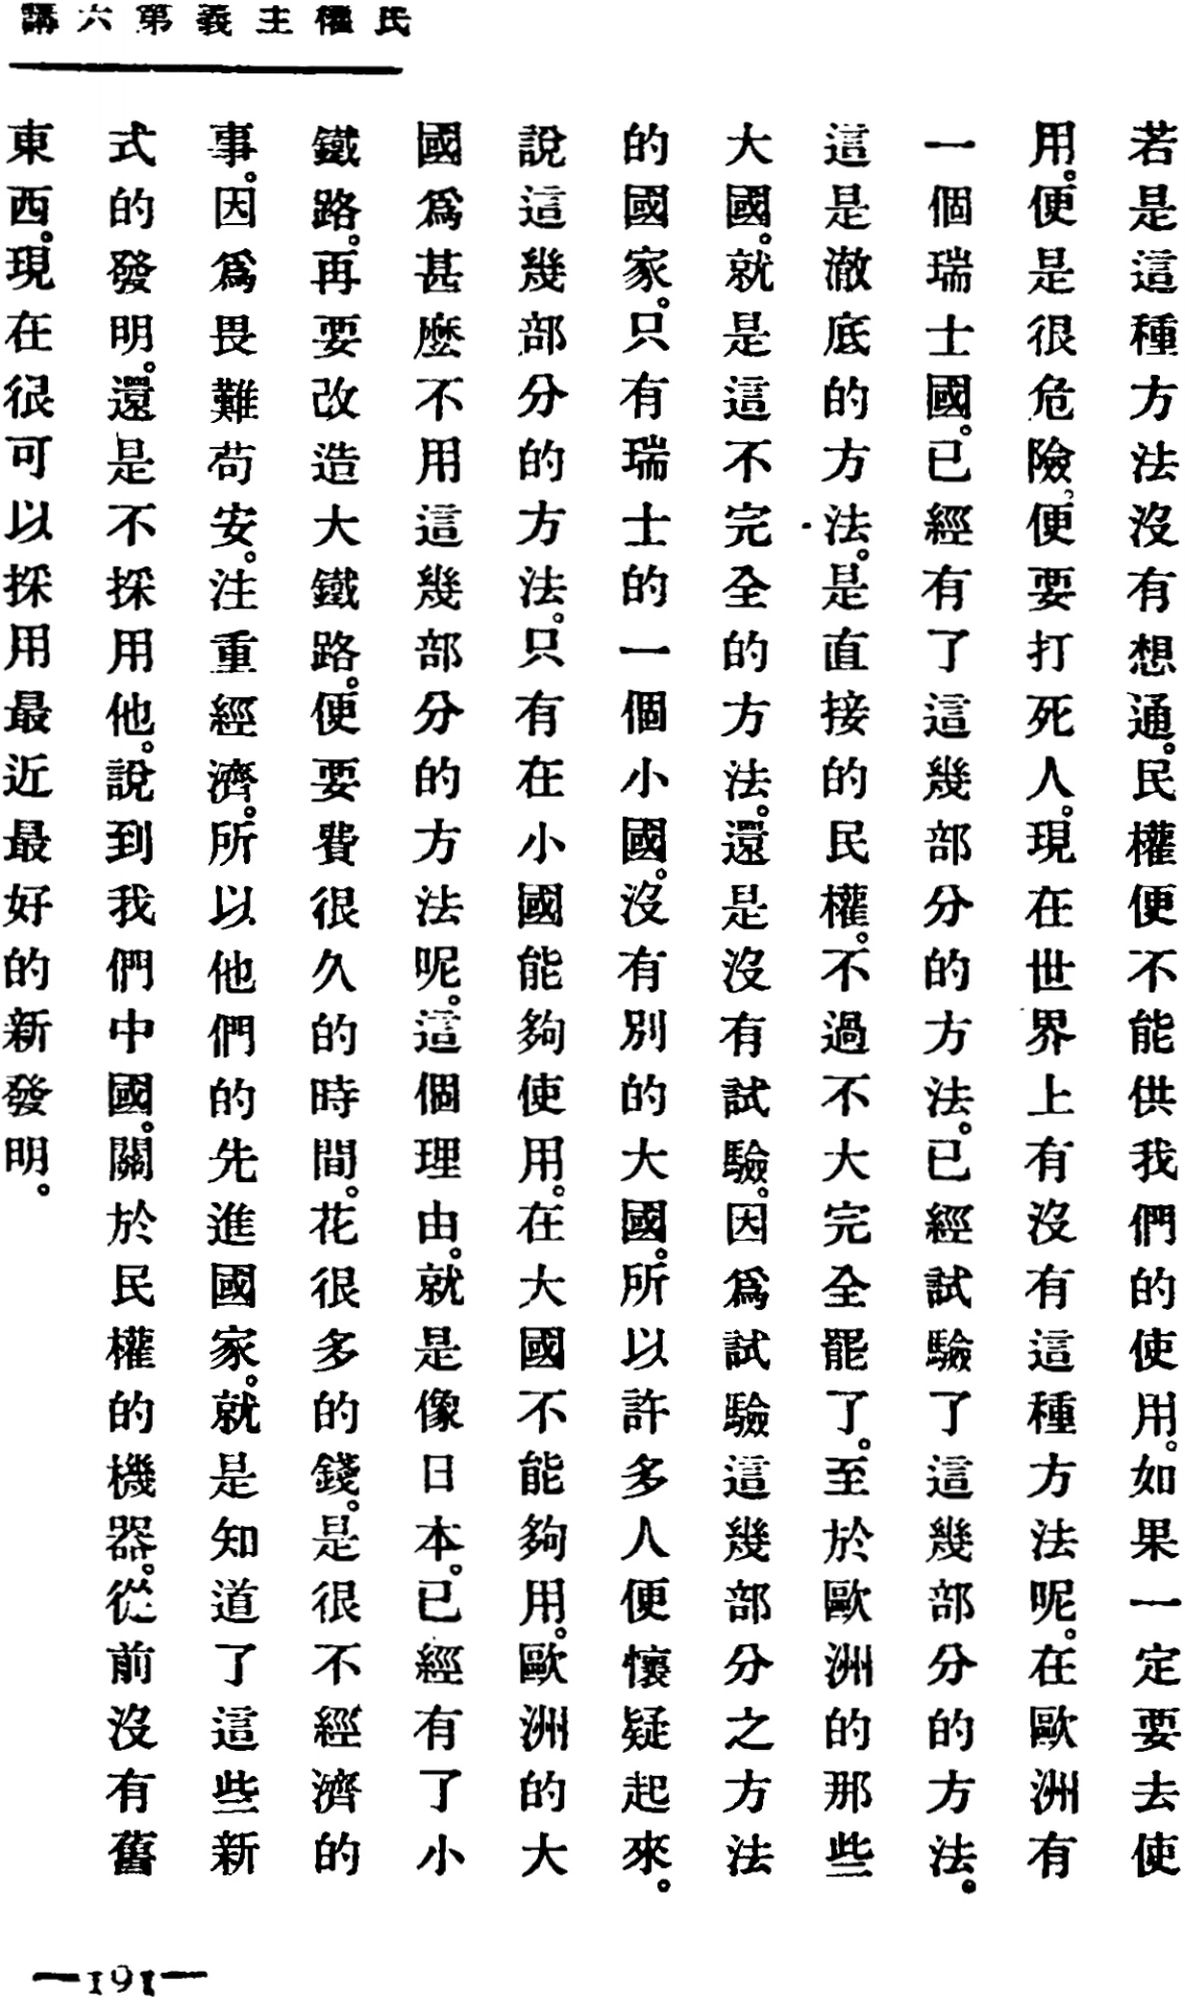 民權主義第六講
若是這種方法沒有想通。民權便不能供我們的使用。如果一定要去使
用。便是很危險。便要打死人。現在世界上有沒有這種方法呢。在歐洲有
一個瑞士國。已經有了這幾部分的方法。已經試驗了這幾部分的方法。
這是澈底的方法。是直接的民權。不過不大完全罷了。至於歐洲的那些
大國。就是這不完全的方法。還是沒有試驗。因爲試驗這幾部分之方法
的國家。只有瑞士的一個小國。沒有別的大國。所以許多人便懷疑起來。
說這幾部分的方法。只有在小國能夠使用。在大國不能夠用。歐洲的大
國爲甚麽不用這幾部分的方法呢。這個理由。就是像日本。已經有了小
鐵路。再要改造大鐵路。便要費很久的時間。花很多的錢。是很不經濟的
事。因爲畏難苟安。注重經濟。所以他們的先進國家。就是知道了這些新
式的發明。還是不採用他。說到我們中國。關於民權的機器。從前沒有舊
東西。現在很可以採用最近最好的新發明。
—191—